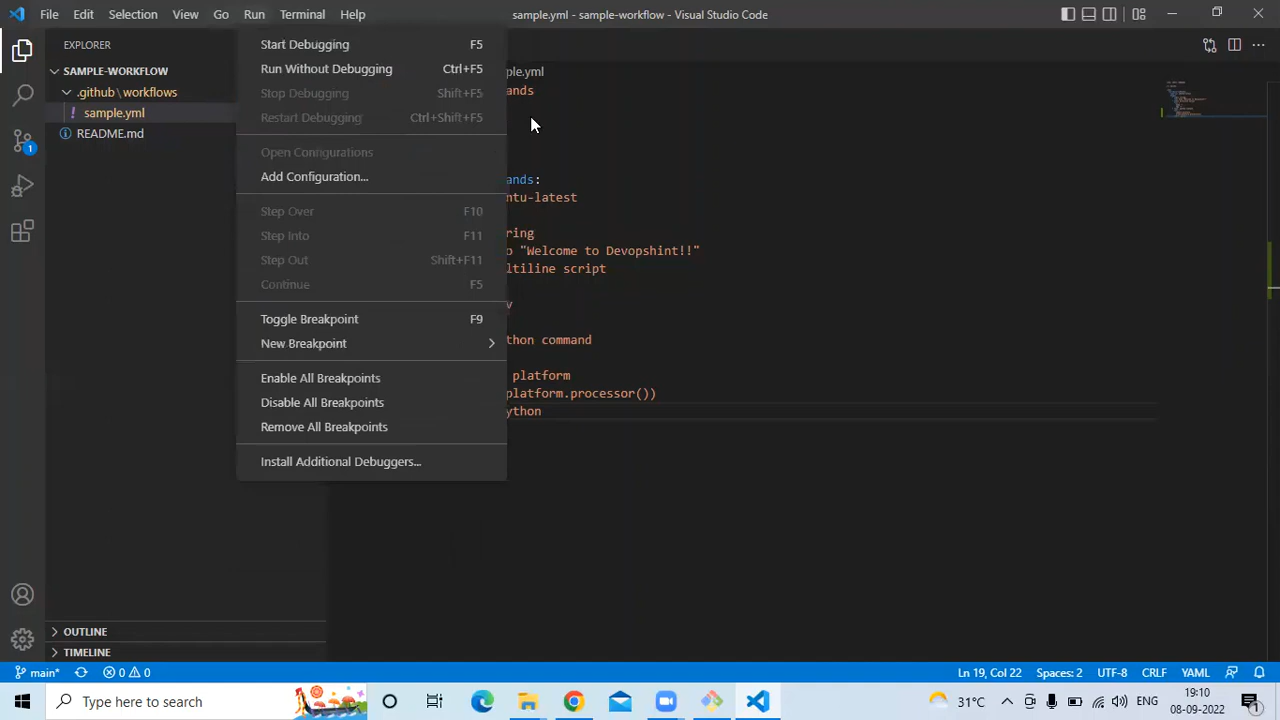 File Edit Selection View Go Run Terminal Help
sample.yml - sample-workflow - Visual Studio Code
EXPLORER
SAMPLE-WORKFLOW
.github\workflows
! sample.yml
README.md
1
Start Debugging F5
Run Without Debugging Ctrl+F5
Stop Debugging Shift+F5
Restart Debugging Ctrl+Shift+F5
Open Configurations
Add Configuration...
Step Over F10
Step Into F11
Step Out Shift+F11
Continue F5
Toggle Breakpoint F9
New Breakpoint
Enable All Breakpoints
Disable All Breakpoints
Remove All Breakpoints
Install Additional Debuggers...
ple.yml
ands
ands:
ntu-latest
ring
o "Welcome to Devopshint!!"
ltiline script
v
thon command
platform
platform.processor())
ython
OUTLINE
TIMELINE
main* 0 0
Ln 19, Col 22 Spaces: 2 UTF-8 CRLF YAML
Type here to search
31°C ENG 19:10
08-09-2022
1